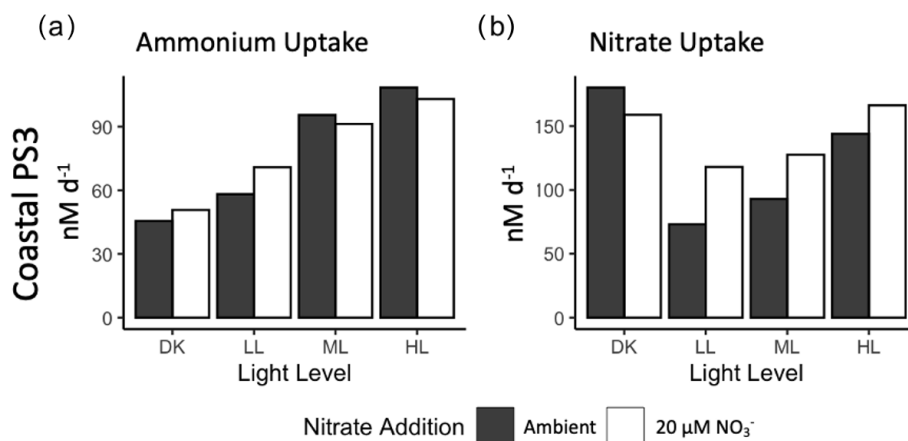 (a)
Ammonium Uptake
(b)
Nitrate Uptake
Coastal PS3
nM d⁻¹
90
60
30
0
DK LL ML HL
Light Level
nM d⁻¹
150
100
50
0
DK LL ML HL
Light Level
Nitrate Addition Ambient 20 µM NO₃⁻